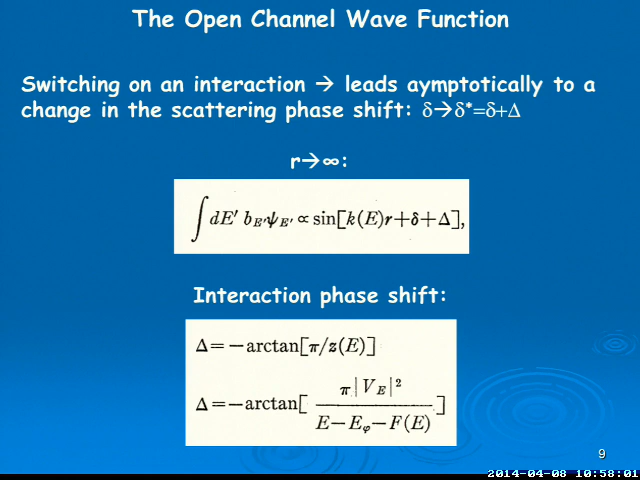 The Open Channel Wave Function
Switching on an interaction → leads aymptotically to a
change in the scattering phase shift: δ→δ*=δ+Δ
r→∞:
∫dE′ b_E′ψ_E′ ∝ sin[k(E)r+δ+Δ],
Interaction phase shift:
Δ=−arctan[π/z(E)]
Δ=−arctan[ π|V_E|² / E−E_φ−F(E) ]
9
2014-04-08 10:58:01